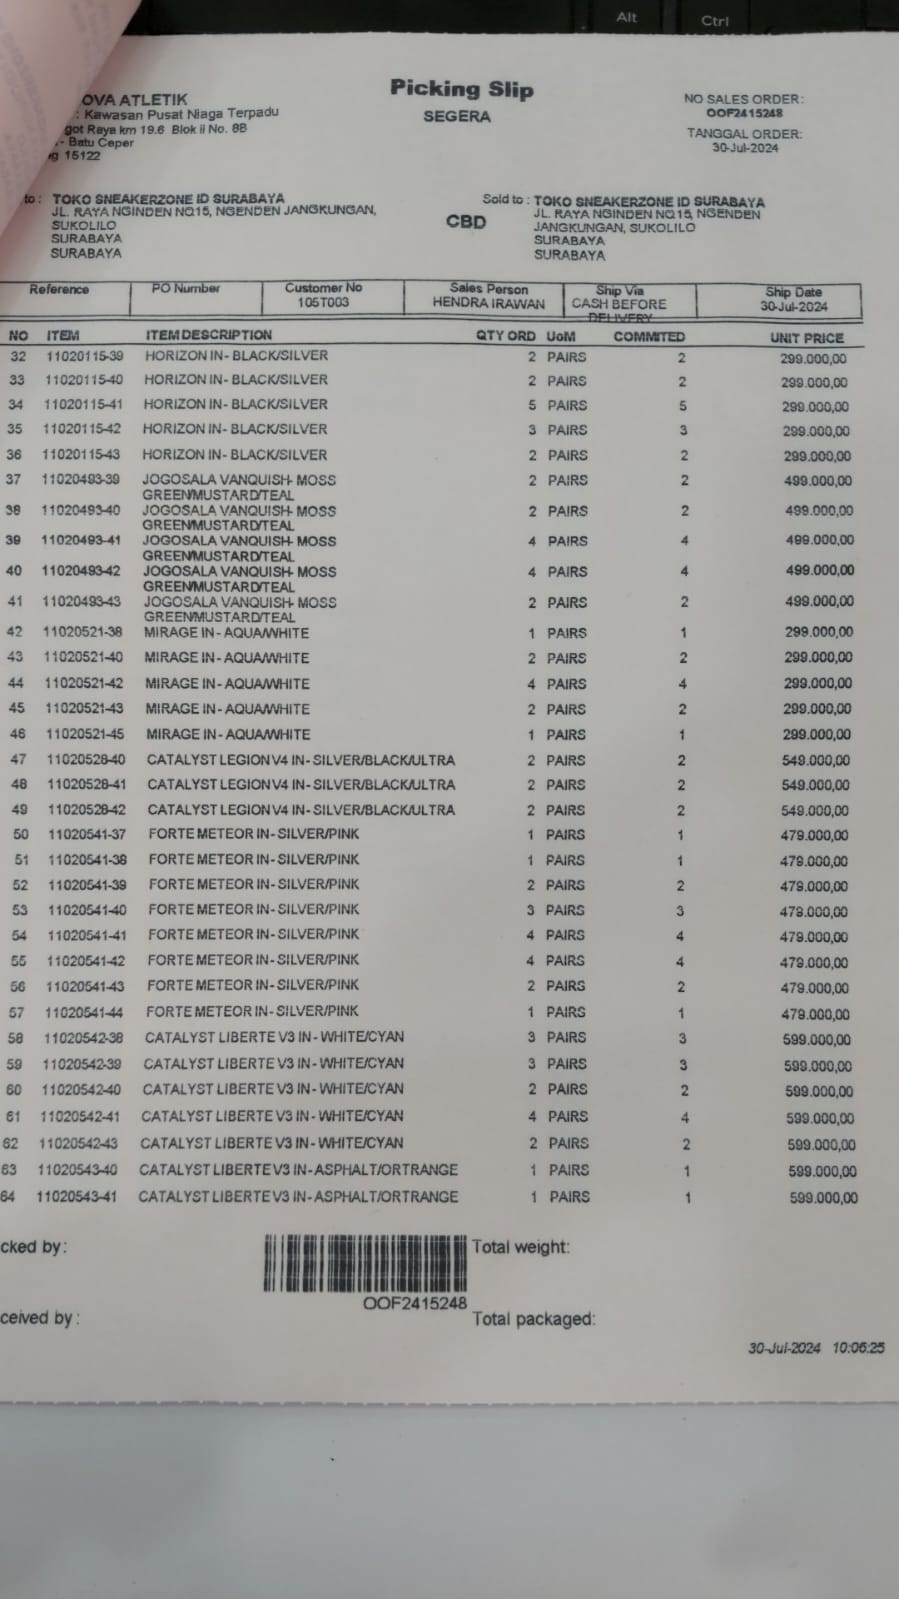 Alt Ctrl
OVA ATLETIK
: Kawasan Pusat Niaga Terpadu
got Raya km 19.6 Blok ii No. 8B
- Batu Ceper
g 15122
Picking Slip
SEGERA
NO SALES ORDER:
OOF2415248
TANGGAL ORDER:
30-Jul-2024
to : TOKO SNEAKERZONE ID SURABAYA
JL. RAYA NGINDEN NO.15, NGENDEN JANGKUNGAN,
SUKOLILO
SURABAYA
SURABAYA
CBD
Sold to : TOKO SNEAKERZONE ID SURABAYA
JL. RAYA NGINDEN NO.15, NGENDEN
JANGKUNGAN, SUKOLILO
SURABAYA
SURABAYA
Reference PO Number Customer No Sales Person Ship Via Ship Date
105T003 HENDRA IRAWAN CASH BEFORE 30-Jul-2024
DELIVERY
NO ITEM ITEM DESCRIPTION QTY ORD UoM COMMITED UNIT PRICE
32 11020115-39 HORIZON IN - BLACK/SILVER 2 PAIRS 2 299.000,00
33 11020115-40 HORIZON IN - BLACK/SILVER 2 PAIRS 2 299.000,00
34 11020115-41 HORIZON IN - BLACK/SILVER 5 PAIRS 5 299.000,00
35 11020115-42 HORIZON IN - BLACK/SILVER 3 PAIRS 3 299.000,00
36 11020115-43 HORIZON IN - BLACK/SILVER 2 PAIRS 2 299.000,00
37 11020493-39 JOGOSALA VANQUISH- MOSS 2 PAIRS 2 499.000,00
GREEN/MUSTARD/TEAL
38 11020493-40 JOGOSALA VANQUISH- MOSS 2 PAIRS 2 499.000,00
GREEN/MUSTARD/TEAL
39 11020493-41 JOGOSALA VANQUISH- MOSS 4 PAIRS 4 499.000,00
GREEN/MUSTARD/TEAL
40 11020493-42 JOGOSALA VANQUISH- MOSS 4 PAIRS 4 499.000,00
GREEN/MUSTARD/TEAL
41 11020493-43 JOGOSALA VANQUISH- MOSS 2 PAIRS 2 499.000,00
GREEN/MUSTARD/TEAL
42 11020521-38 MIRAGE IN - AQUA/WHITE 1 PAIRS 1 299.000,00
43 11020521-40 MIRAGE IN - AQUA/WHITE 2 PAIRS 2 299.000,00
44 11020521-42 MIRAGE IN - AQUA/WHITE 4 PAIRS 4 299.000,00
45 11020521-43 MIRAGE IN - AQUA/WHITE 2 PAIRS 2 299.000,00
46 11020521-45 MIRAGE IN - AQUA/WHITE 1 PAIRS 1 299.000,00
47 11020528-40 CATALYST LEGION V4 IN - SILVER/BLACK/ULTRA 2 PAIRS 2 549.000,00
48 11020528-41 CATALYST LEGION V4 IN - SILVER/BLACK/ULTRA 2 PAIRS 2 549.000,00
49 11020528-42 CATALYST LEGION V4 IN - SILVER/BLACK/ULTRA 2 PAIRS 2 549.000,00
50 11020541-37 FORTE METEOR IN - SILVER/PINK 1 PAIRS 1 479.000,00
51 11020541-38 FORTE METEOR IN - SILVER/PINK 1 PAIRS 1 479.000,00
52 11020541-39 FORTE METEOR IN - SILVER/PINK 2 PAIRS 2 479.000,00
53 11020541-40 FORTE METEOR IN - SILVER/PINK 3 PAIRS 3 479.000,00
54 11020541-41 FORTE METEOR IN - SILVER/PINK 4 PAIRS 4 479.000,00
55 11020541-42 FORTE METEOR IN - SILVER/PINK 4 PAIRS 4 479.000,00
56 11020541-43 FORTE METEOR IN - SILVER/PINK 2 PAIRS 2 479.000,00
57 11020541-44 FORTE METEOR IN - SILVER/PINK 1 PAIRS 1 479.000,00
58 11020542-38 CATALYST LIBERTE V3 IN - WHITE/CYAN 3 PAIRS 3 599.000,00
59 11020542-39 CATALYST LIBERTE V3 IN - WHITE/CYAN 3 PAIRS 3 599.000,00
60 11020542-40 CATALYST LIBERTE V3 IN - WHITE/CYAN 2 PAIRS 2 599.000,00
61 11020542-41 CATALYST LIBERTE V3 IN - WHITE/CYAN 4 PAIRS 4 599.000,00
62 11020542-43 CATALYST LIBERTE V3 IN - WHITE/CYAN 2 PAIRS 2 599.000,00
63 11020543-40 CATALYST LIBERTE V3 IN - ASPHALT/ORTRANGE 1 PAIRS 1 599.000,00
64 11020543-41 CATALYST LIBERTE V3 IN - ASPHALT/ORTRANGE 1 PAIRS 1 599.000,00
cked by : Total weight:
OOF2415248
ceived by : Total packaged:
30-Jul-2024 10:06:25